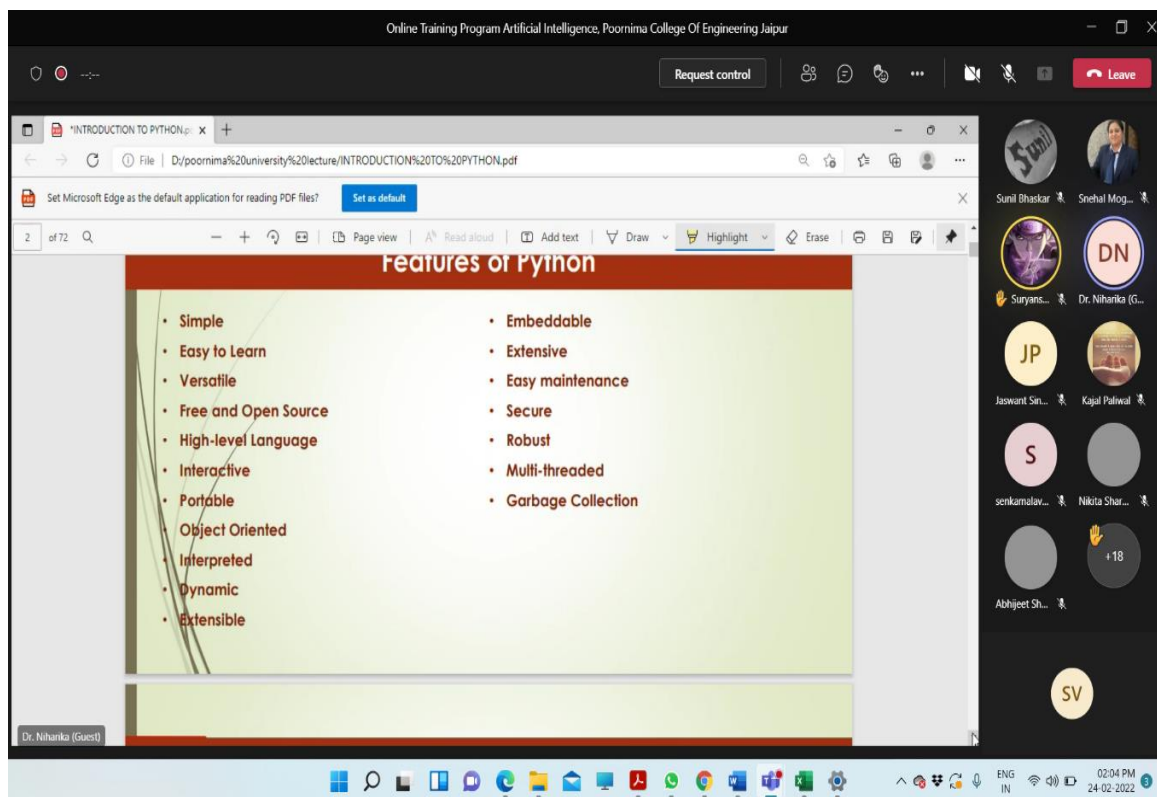 Online Training Program Artificial Intelligence, Poornima College Of Engineering Jaipur
--:--
Request control
Leave
*INTRODUCTION TO PYTHON.p
File | D:/poornima%20university%20lecture/INTRODUCTION%20TO%20PYTHON.pdf
Set Microsoft Edge as the default application for reading PDF files?
Set as default
2 of 72
Page view
Read aloud
Add text
Draw
Highlight
Erase
Features of Python
• Simple
• Easy to Learn
• Versatile
• Free and Open Source
• High-level Language
• Interactive
• Portable
• Object Oriented
• Interpreted
• Dynamic
• Extensible
• Embeddable
• Extensive
• Easy maintenance
• Secure
• Robust
• Multi-threaded
• Garbage Collection
Dr. Niharika (Guest)
Sunil
Sunil Bhaskar
Snehal Mog...
Suryans...
DN
Dr. Niharika (G...
JP
Jaswant Sin...
Kajal Paliwal
S
senkamalav...
Nikita Shar...
Abhijeet Sh...
+18
SV
ENG
IN
02:04 PM
24-02-2022
3